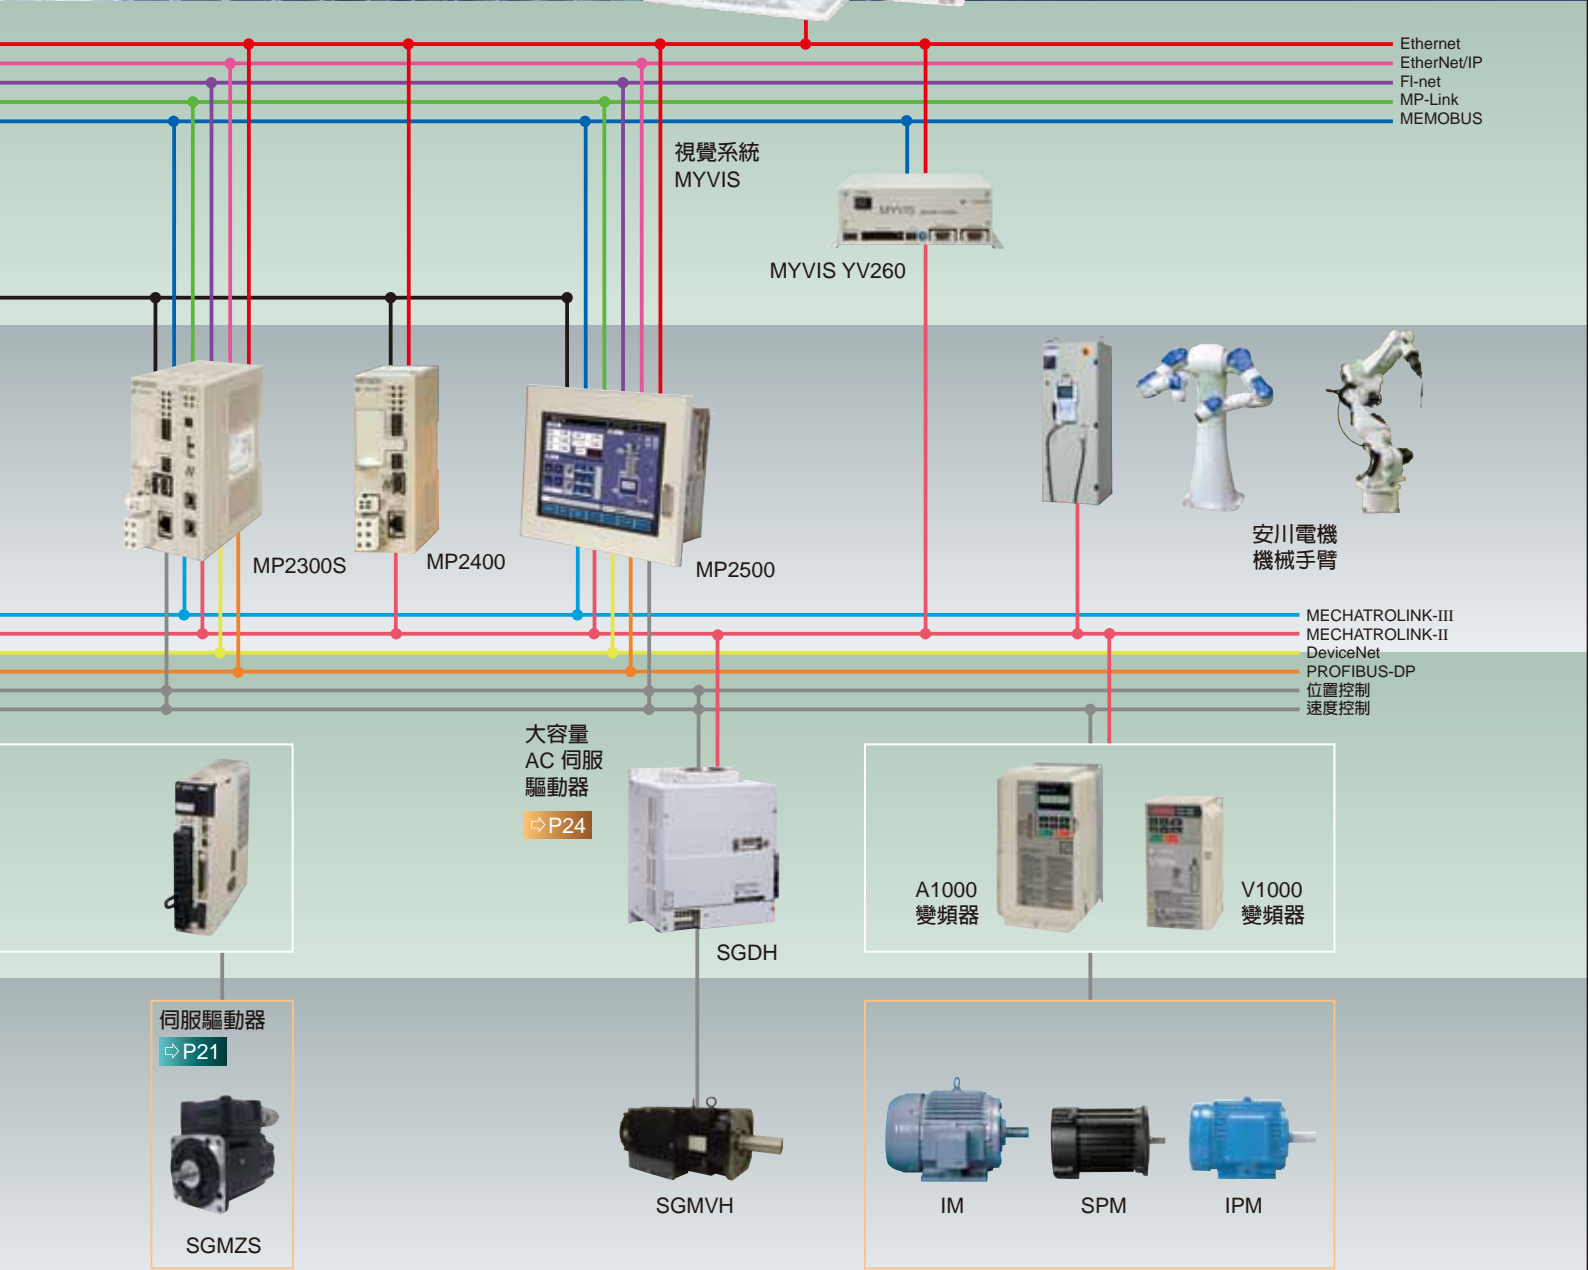 Ethernet
EtherNet/IP
FI-net
MP-Link
MEMOBUS
視覺系統
MYVIS
MYVIS
MYVIS YV260
MP2300S
MP2400
MP2500
安川電機
機械手臂
MECHATROLINK-III
MECHATROLINK-II
DeviceNet
PROFIBUS-DP
位置控制
速度控制
大容量
AC 伺服
驅動器
⇨P24
SGDH
A1000
變頻器
V1000
變頻器
伺服驅動器
⇨P21
SGMZS
SGMVH
IM
SPM
IPM